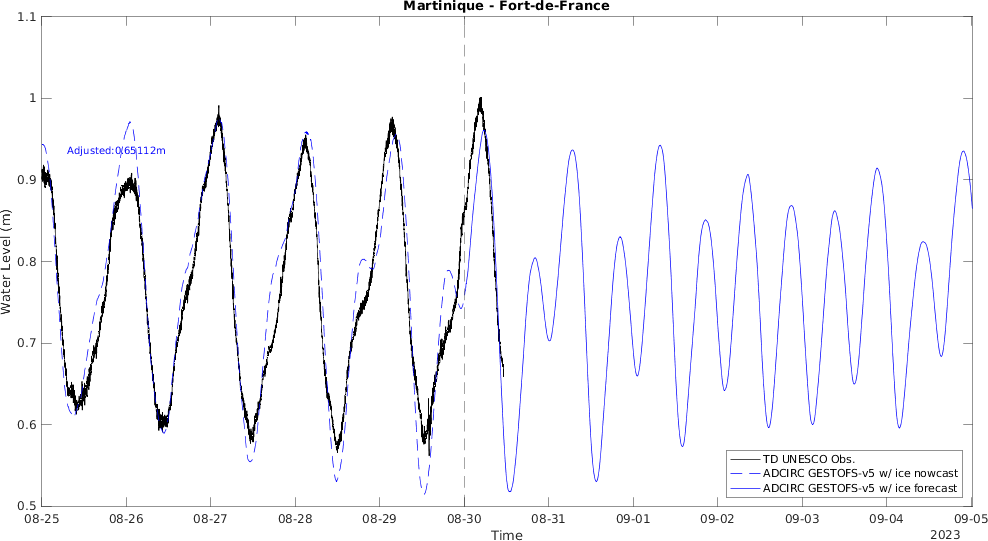 Martinique - Fort-de-France
1.1
1
0.9
0.8
0.7
0.6
0.5
Water Level (m)
Adjusted:0.65112m
TD UNESCO Obs.
ADCIRC GESTOFS-v5 w/ ice nowcast
ADCIRC GESTOFS-v5 w/ ice forecast
08-25 08-26 08-27 08-28 08-29 08-30 08-31 09-01 09-02 09-03 09-04 09-05
Time
2023